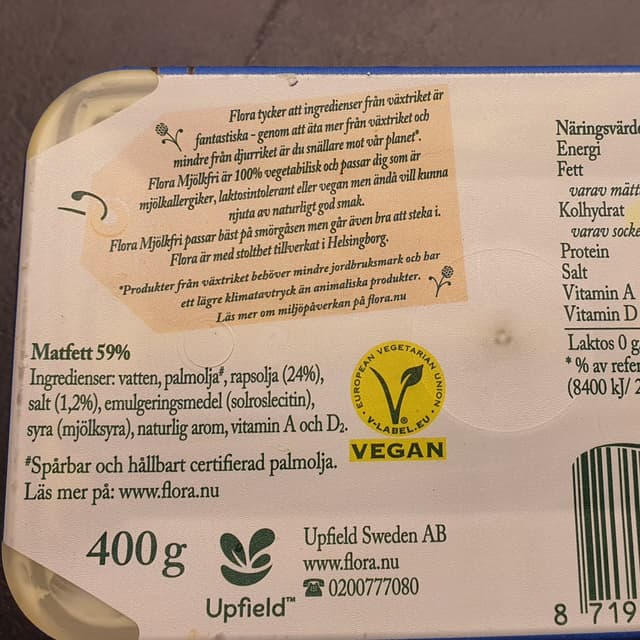 Flora tycker att ingredienser från växtriket är
fantastiska - genom att äta mer från växtriket och
mindre från djurriket är du snällare mot vår planet*.
Flora Mjölkfri är 100% vegetabilisk och passar dig som är
mjölkallergiker, laktosintolerant eller vegan men ändå vill kunna
njuta av naturligt god smak.
Flora Mjölkfri passar bäst på smörgåsen men går även bra att steka i.
Flora är med stolthet tillverkat i Helsingborg.
*Produkter från växtriket behöver mindre jordbruksmark och har
ett lägre klimatavtryck än animaliska produkter.
Läs mer om miljöpåverkan på flora.nu
Matfett 59%
Ingredienser: vatten, palmolja#, rapsolja (24%),
salt (1,2%), emulgeringsmedel (solroslecitin),
syra (mjölksyra), naturlig arom, vitamin A och D2.
#Spårbar och hållbart certifierad palmolja.
Läs mer på: www.flora.nu
EUROPEAN VEGETARIAN UNION
V-LABEL.EU
VEGAN
400 g
Upfield™
Upfield Sweden AB
www.flora.nu
☎ 0200777080
Näringsvärde
Energi
Fett
varav mätt
Kolhydrat
varav socke
Protein
Salt
Vitamin A
Vitamin D
Laktos 0 g
* % av refer
(8400 kJ/ 2
8 719